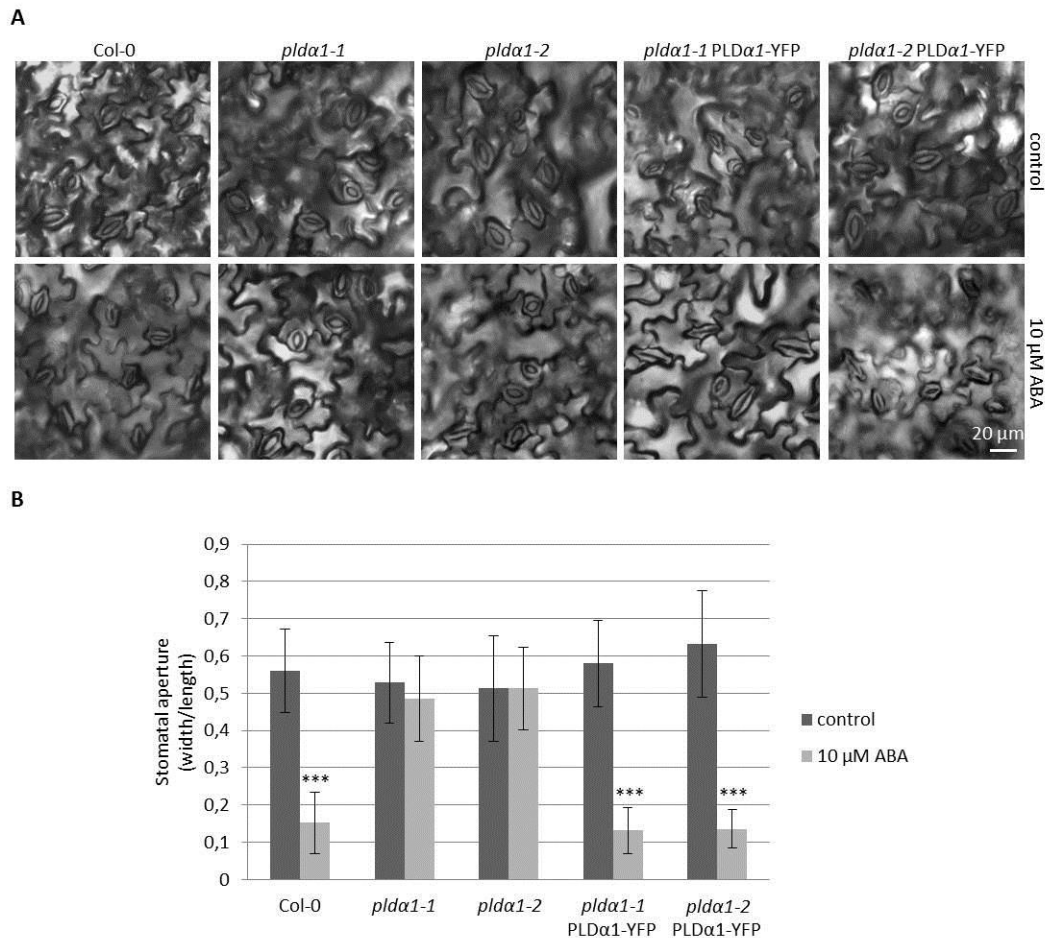 A
Col-0
pldα1-1
pldα1-2
pldα1-1 PLDα1-YFP
pldα1-2 PLDα1-YFP
control
10 µM ABA
20 µm
B
Stomatal aperture
(width/length)
0,9
0,8
0,7
0,6
0,5
0,4
0,3
0,2
0,1
0
***
***
***
control
10 µM ABA
Col-0
pldα1-1
pldα1-2
pldα1-1
PLDα1-YFP
pldα1-2
PLDα1-YFP